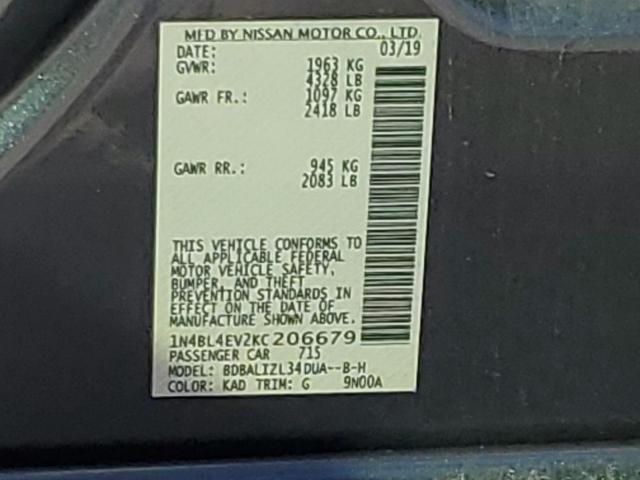 MFD BY NISSAN MOTOR CO., LTD.
DATE: 03/19
GVWR: 1963 KG
4328 LB
GAWR FR.: 1097 KG
2418 LB
GAWR RR.: 945 KG
2083 LB
THIS VEHICLE CONFORMS TO
ALL APPLICABLE FEDERAL
MOTOR VEHICLE SAFETY,
BUMPER, AND THEFT
PREVENTION STANDARDS IN
EFFECT ON THE DATE OF
MANUFACTURE SHOWN ABOVE.
1N4BL4EV2KC206679
PASSENGER CAR 715
MODEL: BDBALIZL34DUA--B-H
COLOR: KAD TRIM: G 9N00A